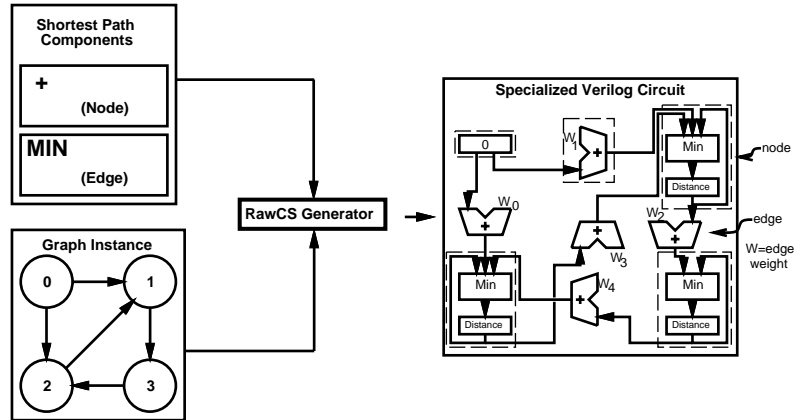 Shortest Path
Components
+
(Node)
MIN
(Edge)
RawCS Generator
Graph Instance
0
1
2
3
Specialized Verilog Circuit
0
W1
+
Min
Distance
node
W0
+
+
W3
W2
+
edge
W=edge
weight
Min
Distance
+
W4
Min
Distance